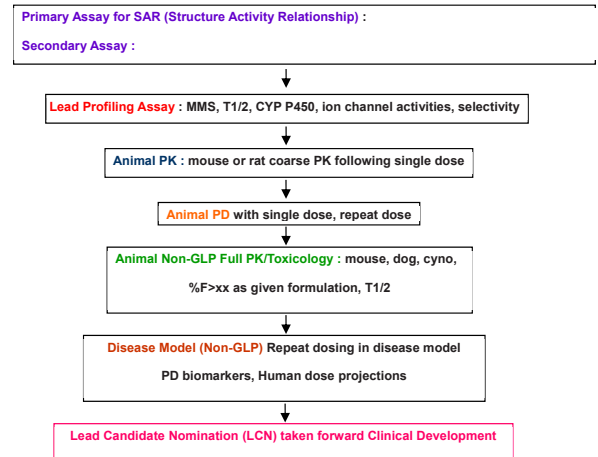 Primary Assay for SAR (Structure Activity Relationship) :
Secondary Assay :
Lead Profiling Assay : MMS, T1/2, CYP P450, ion channel activities, selectivity
Animal PK : mouse or rat coarse PK following single dose
Animal PD with single dose, repeat dose
Animal Non-GLP Full PK/Toxicology : mouse, dog, cyno,
%F>xx as given formulation, T1/2
Disease Model (Non-GLP) Repeat dosing in disease model
PD biomarkers, Human dose projections
Lead Candidate Nomination (LCN) taken forward Clinical Development